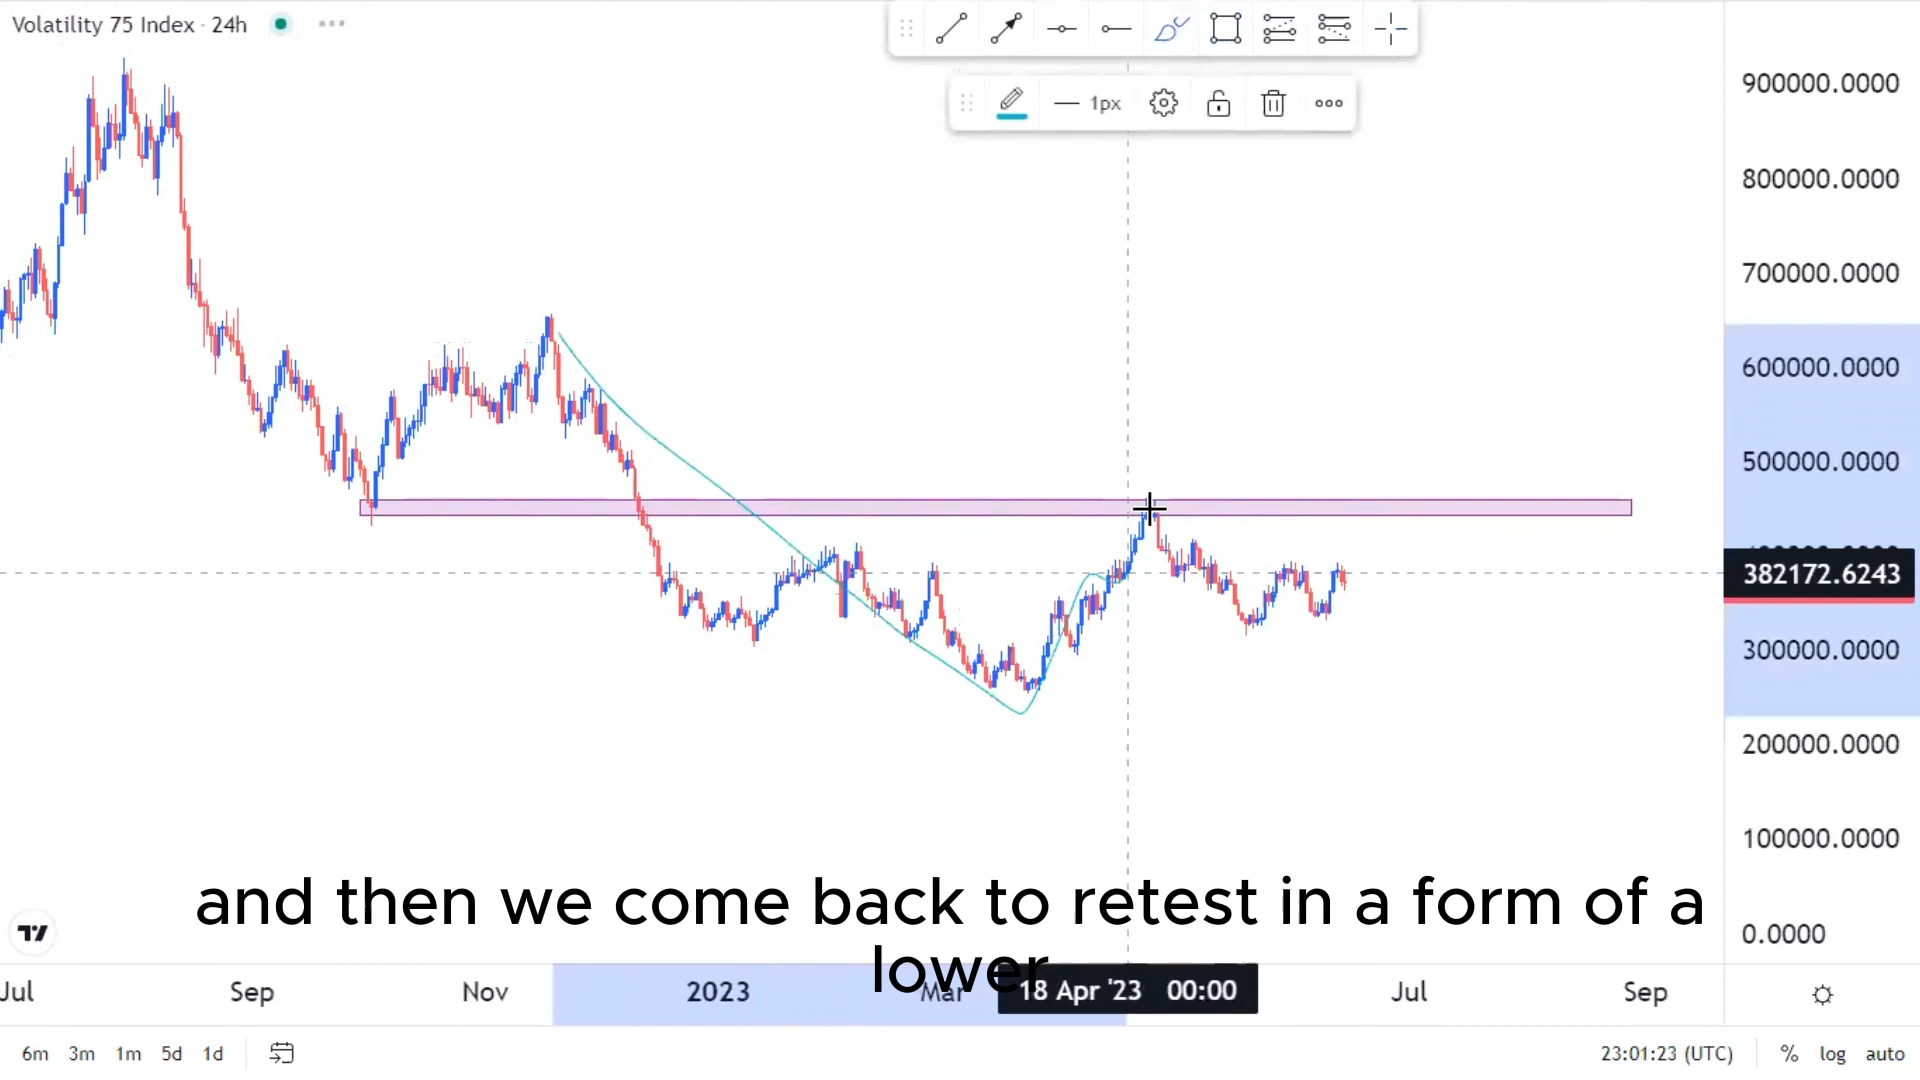 Volatility 75 Index · 24h
1px
900000.0000
800000.0000
700000.0000
600000.0000
500000.0000
382172.6243
300000.0000
200000.0000
100000.0000
0.0000
and then we come back to retest in a form of a
lower
Jul
Sep
Nov
2023
Mar
18 Apr '23 00:00
Jul
Sep
6m 3m 1m 5d 1d
23:01:23 (UTC)
% log auto